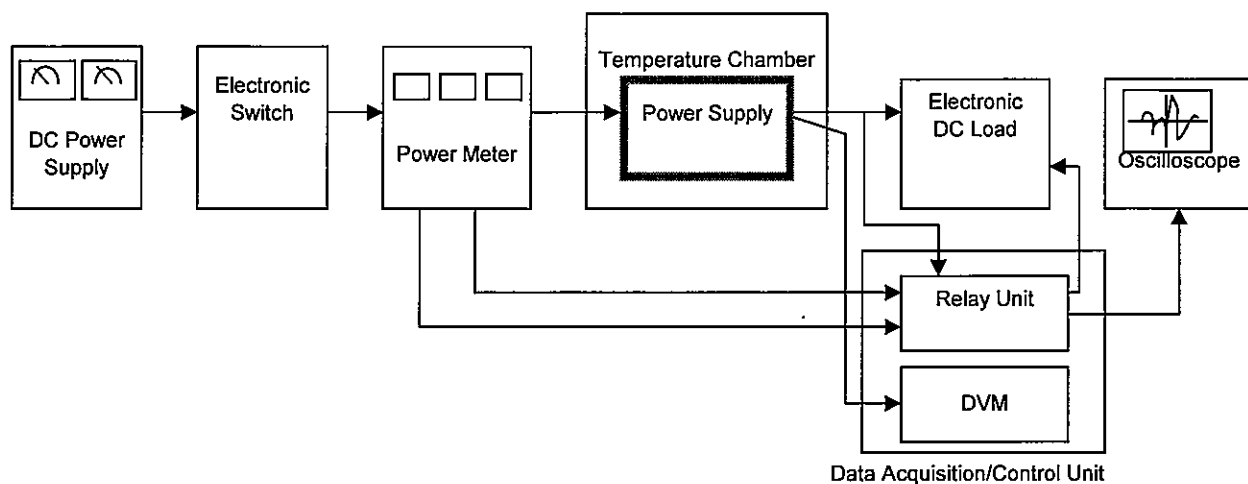 DC Power
Supply
Electronic
Switch
Power Meter
Temperature Chamber
Power Supply
Electronic
DC Load
Oscilloscope
Relay Unit
DVM
Data Acquisition/Control Unit